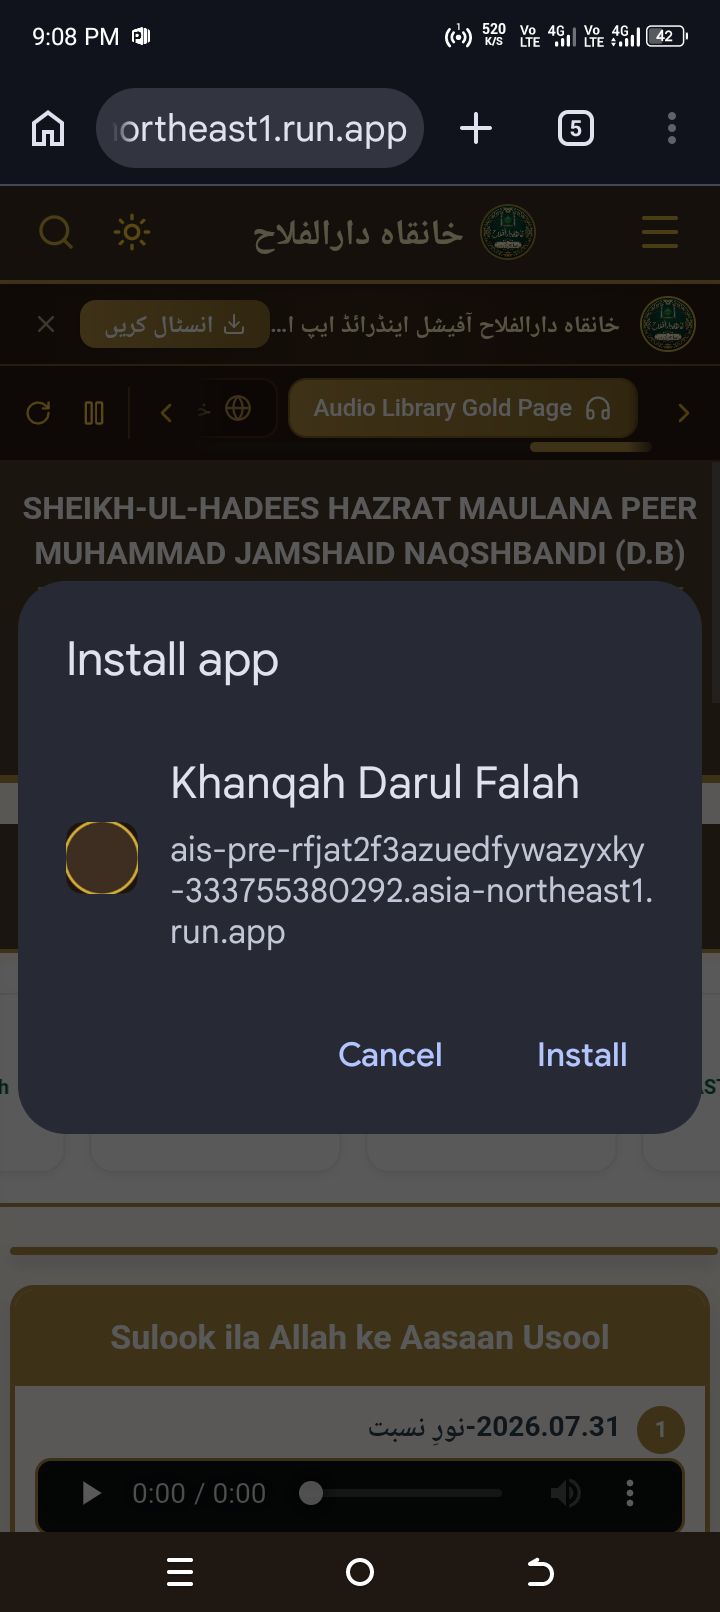 9:08 PM
520 K/S Vo LTE 4G Vo LTE 4G 42
ortheast1.run.app
5
خانقاہ دارالفلاح
خانقاہ دارالفلاح آفیشل اینڈرائڈ ایپ ا...
انسٹال کریں
Audio Library Gold Page
SHEIKH-UL-HADEES HAZRAT MAULANA PEER
MUHAMMAD JAMSHAID NAQSHBANDI (D.B)
Install app
Khanqah Darul Falah
ais-pre-rfjat2f3azuedfywazyxky
-333755380292.asia-northeast1.
run.app
Cancel
Install
Sulook ila Allah ke Aasaan Usool
1
2026.07.31-نورِ نسبت
0:00 / 0:00